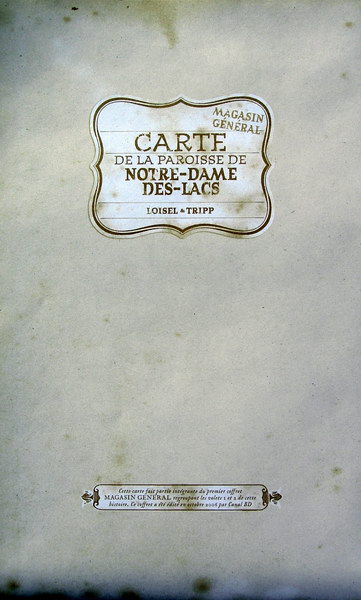 MAGASIN
GÉNÉRAL
CARTE
DE LA PAROISSE DE
NOTRE-DAME
DES-LACS
LOISEL & TRIPP
Cette carte fait partie intégrante du premier coffret
MAGASIN GÉNÉRAL regroupant les volets 1 et 2 de cette
histoire. Ce coffret a été édité en octobre 2006 par Canal BD